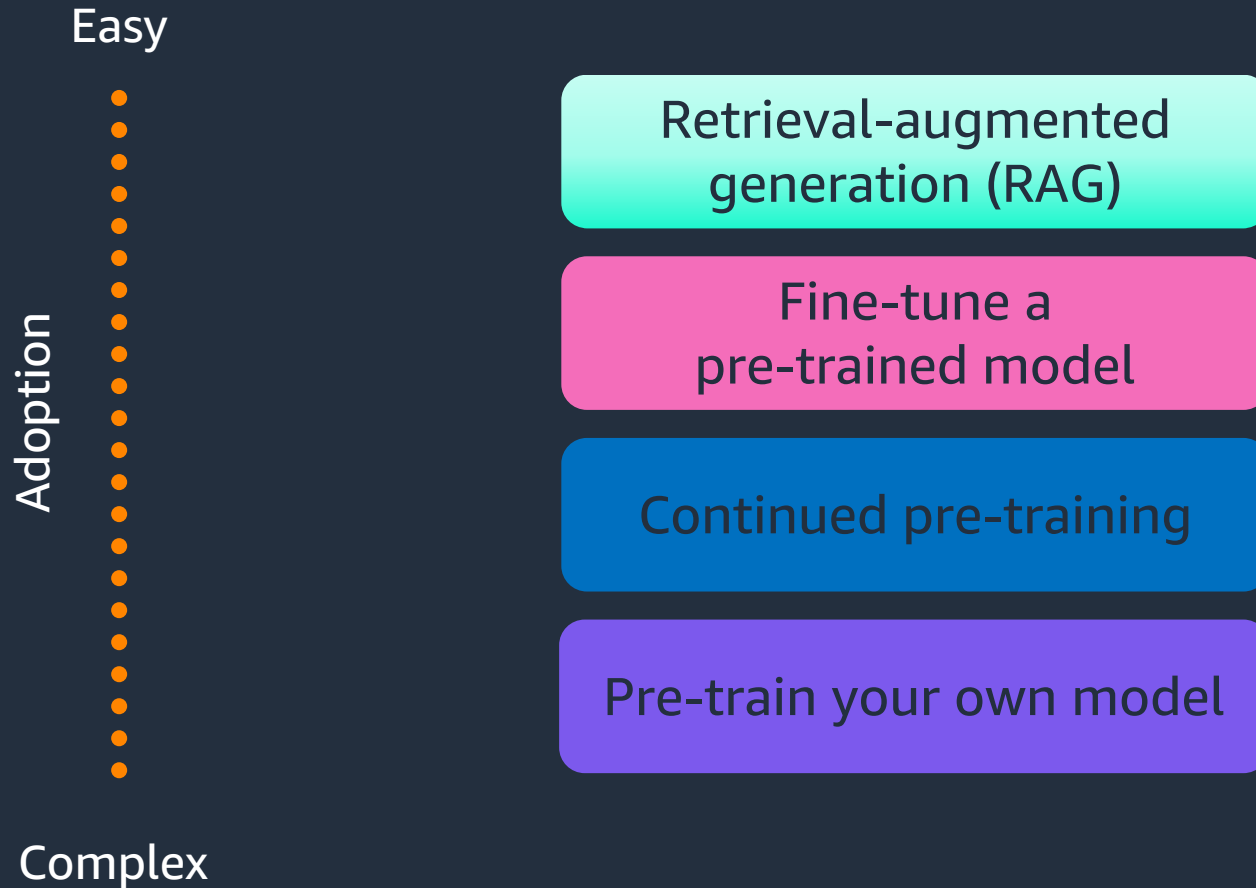 Easy
Adoption
Complex
Retrieval-augmented
generation (RAG)
Fine-tune a
pre-trained model
Continued pre-training
Pre-train your own model